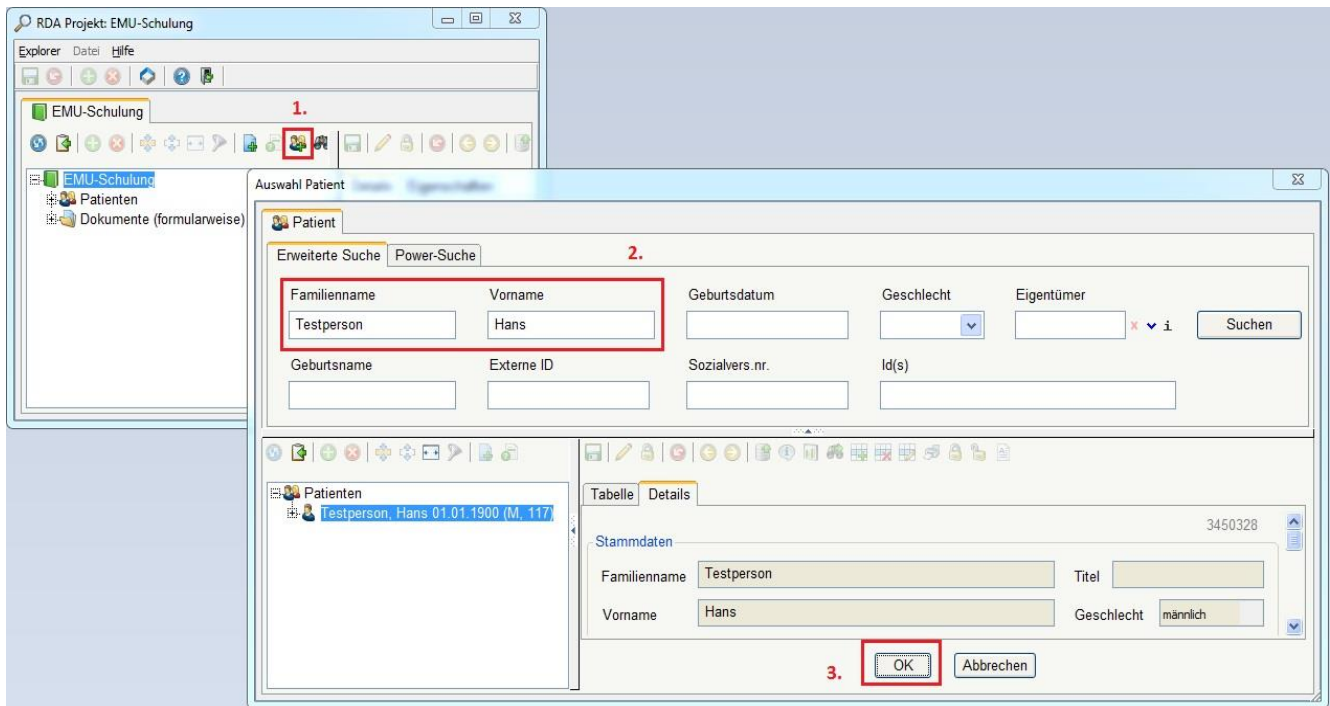 RDA Projekt: EMU-Schulung
Explorer Datei Hilfe
EMU-Schulung
1.
EMU-Schulung
Patienten
Dokumente (formularweise)
Auswahl Patient
Patient
Erweiterte Suche Power-Suche
2.
Familienname Vorname Geburtsdatum Geschlecht Eigentümer
Testperson Hans x i Suchen
Geburtsname Externe ID Sozialvers.nr. Id(s)
Patienten
Testperson, Hans 01.01.1900 (M, 117)
Tabelle Details
3450328
Stammdaten
Familienname Testperson Titel
Vorname Hans Geschlecht männlich
3. OK Abbrechen